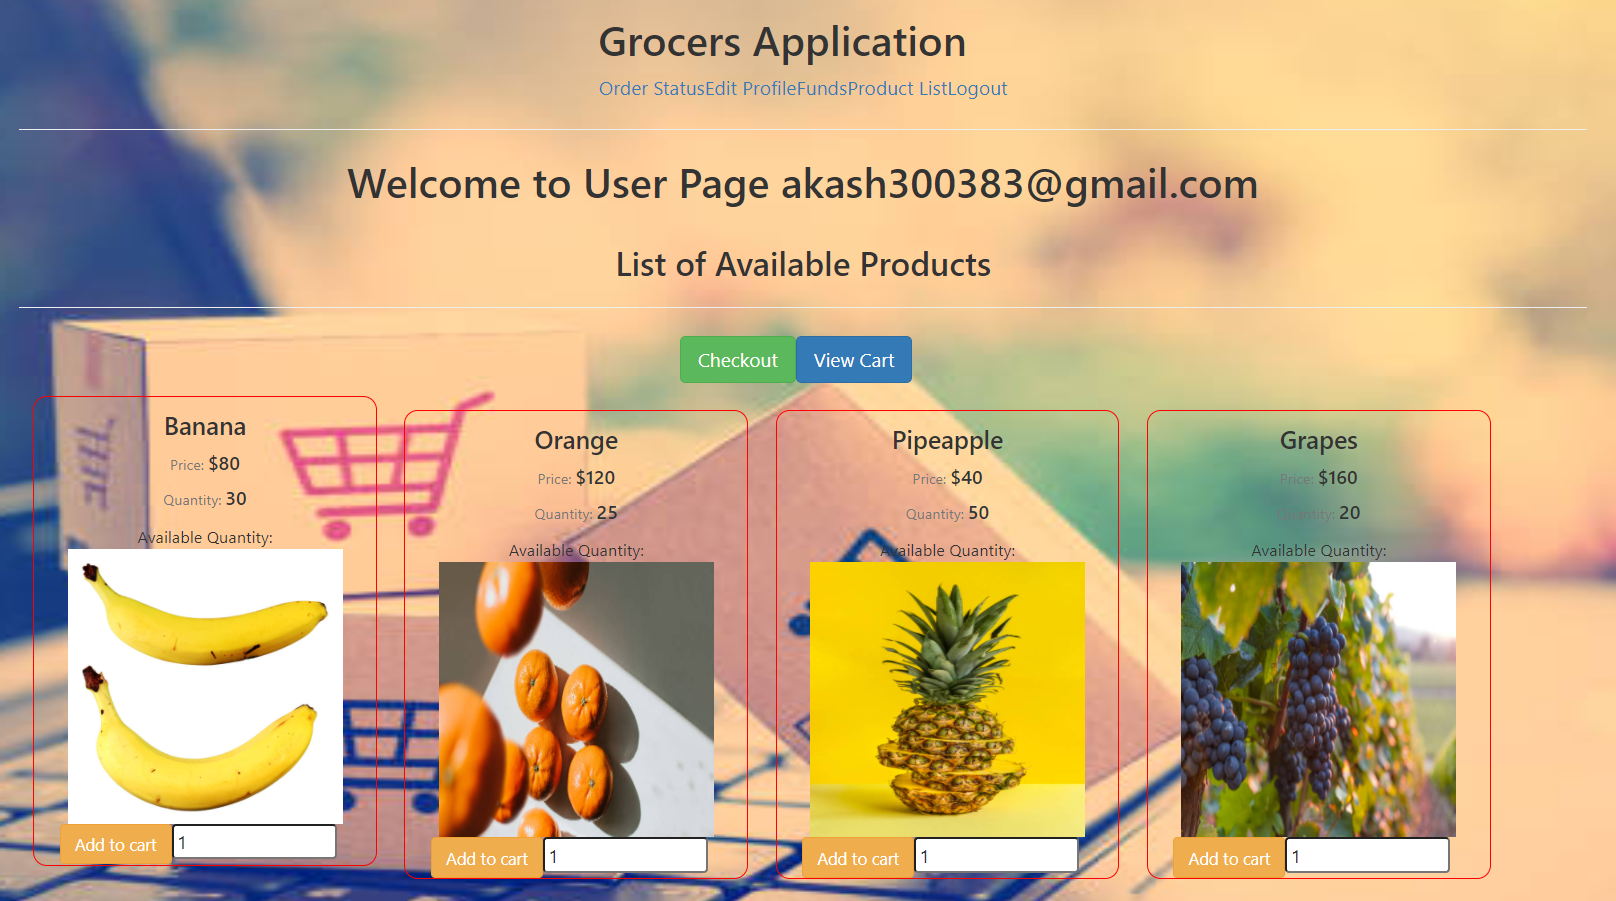 Grocers Application
Order StatusEdit ProfileFundsProduct ListLogout
Welcome to User Page akash300383@gmail.com
List of Available Products
Checkout View Cart
Banana
Price: $80
Quantity: 30
Available Quantity:
Add to cart 1
Orange
Price: $120
Quantity: 25
Available Quantity:
Add to cart 1
Pipeapple
Price: $40
Quantity: 50
Available Quantity:
Add to cart 1
Grapes
Price: $160
Quantity: 20
Available Quantity:
Add to cart 1